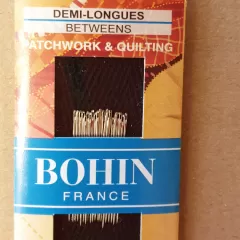 DEMI-LONGUES
BETWEENS
PATCHWORK & QUILTING
BOHIN
FRANCE